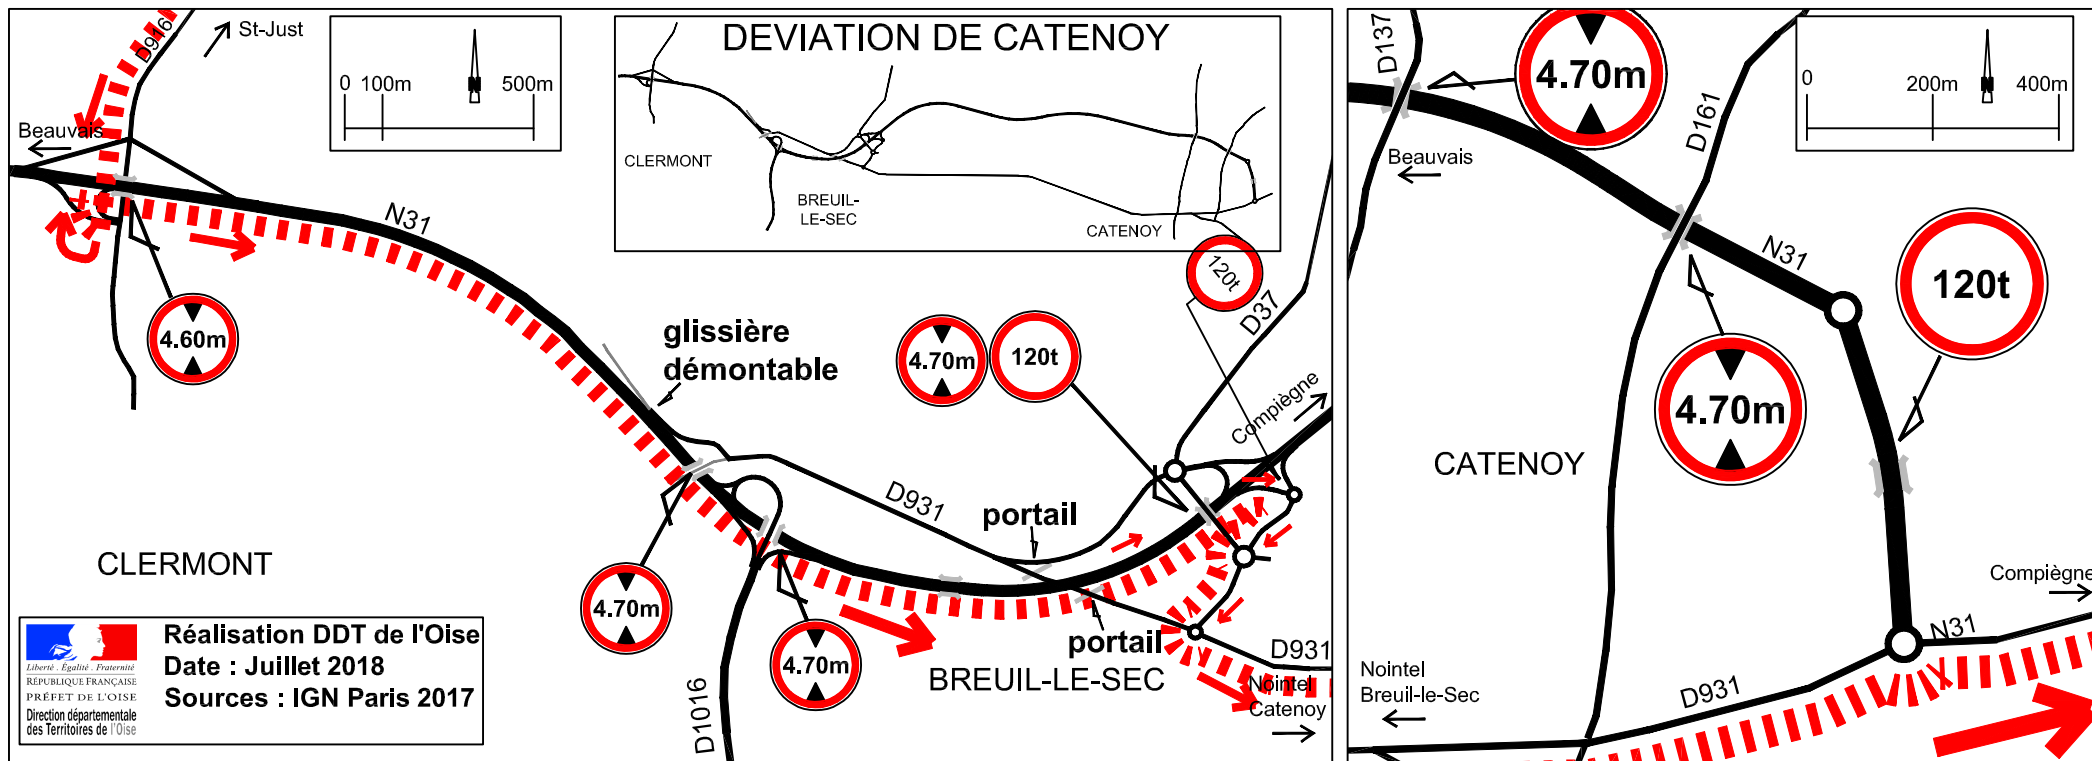 D916
St-Just
0 100m 500m
N
Beauvais
DEVIATION DE CATENOY
CLERMONT
BREUIL-
LE-SEC
CATENOY
N31
4.60m
glissière
démontable
4.70m
120t
120t
D37
Compiègne
D931
portail
CLERMONT
4.70m
4.70m
portail
BREUIL-LE-SEC
D931
Nointel
Catenoy
D1016
Liberté . Égalité . Fraternité
RÉPUBLIQUE FRANÇAISE
PRÉFET DE L'OISE
Direction départementale
des Territoires de l'Oise
Réalisation DDT de l'Oise
Date : Juillet 2018
Sources : IGN Paris 2017
D137
4.70m
D161
0 200m 400m
N
Beauvais
N31
120t
4.70m
CATENOY
Compiègne
N31
Nointel
Breuil-le-Sec
D931